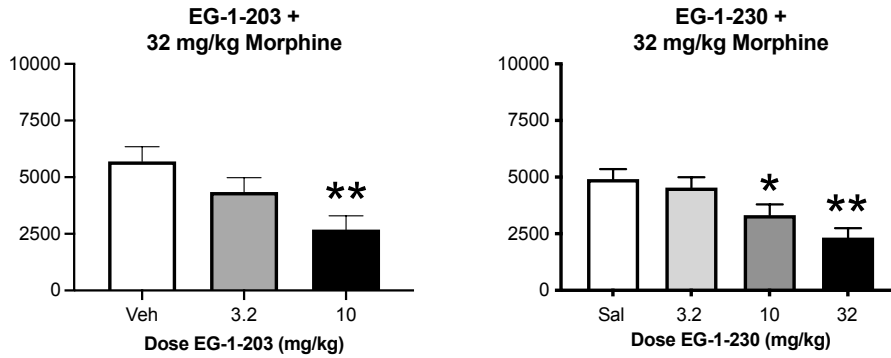 EG-1-203 +
32 mg/kg Morphine
10000
7500
5000
2500
0
**
Veh
3.2
10
Dose EG-1-203 (mg/kg)
EG-1-230 +
32 mg/kg Morphine
10000
7500
5000
2500
0
*
**
Sal
3.2
10
32
Dose EG-1-230 (mg/kg)